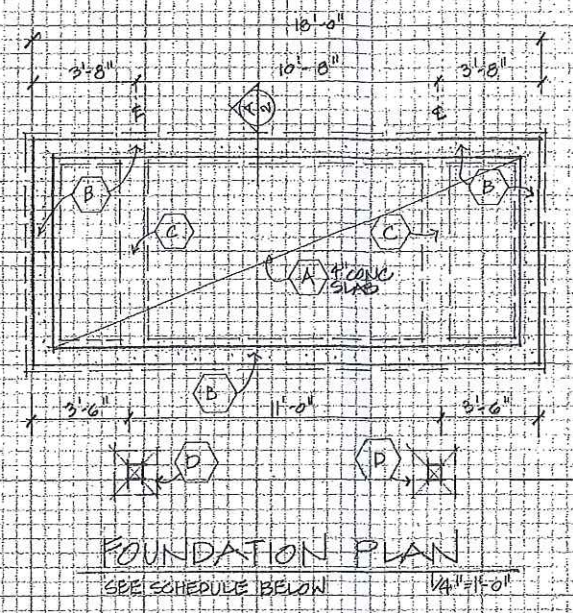 18'-0"
3'-8" 10'-8" 3'-8"
℄ A 2 ℄
B B
C C
A 4" CONC
SLAB
B
3'-6" 11'-0" 3'-6"
D D
FOUNDATION PLAN
SEE SCHEDULE BELOW 1/4"=1'-0"